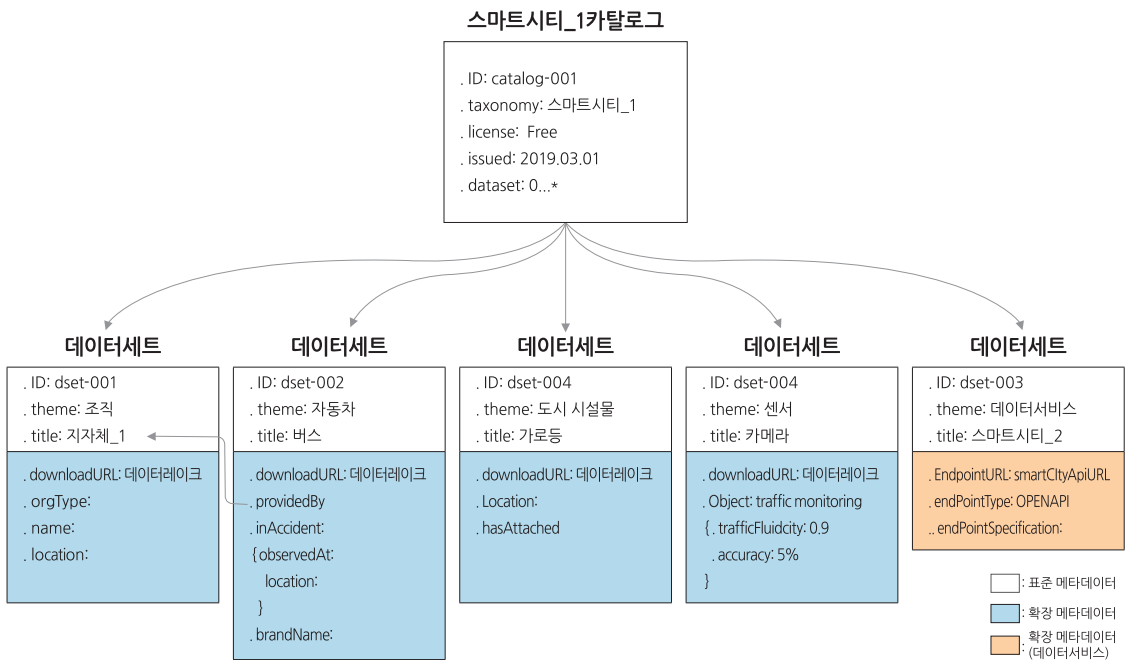 스마트시티_1카탈로그
. ID: catalog-001
. taxonomy: 스마트시티_1
. license: Free
. issued: 2019.03.01
. dataset: 0...*
데이터세트
. ID: dset-001
. theme: 조직
. title: 지자체_1
. downloadURL: 데이터레이크
. orgType:
. name:
. location:
데이터세트
. ID: dset-002
. theme: 자동차
. title: 버스
. downloadURL: 데이터레이크
. providedBy
. inAccident:
{ observedAt:
location:
}
. brandName:
데이터세트
. ID: dset-004
. theme: 도시 시설물
. title: 가로등
. downloadURL: 데이터레이크
. Location:
. hasAttached
데이터세트
. ID: dset-004
. theme: 센서
. title: 카메라
. downloadURL: 데이터레이크
. Object: traffic monitoring
{ . trafficFluidcity: 0.9
. accuracy: 5%
}
데이터세트
. ID: dset-003
. theme: 데이터서비스
. title: 스마트시티_2
. EndpointURL: smartCItyApiURL
. endPointType: OPENAPI
.. endPointSpecification:
: 표준 메타데이터
: 확장 메타데이터
: 확장 메타데이터
(데이터서비스)